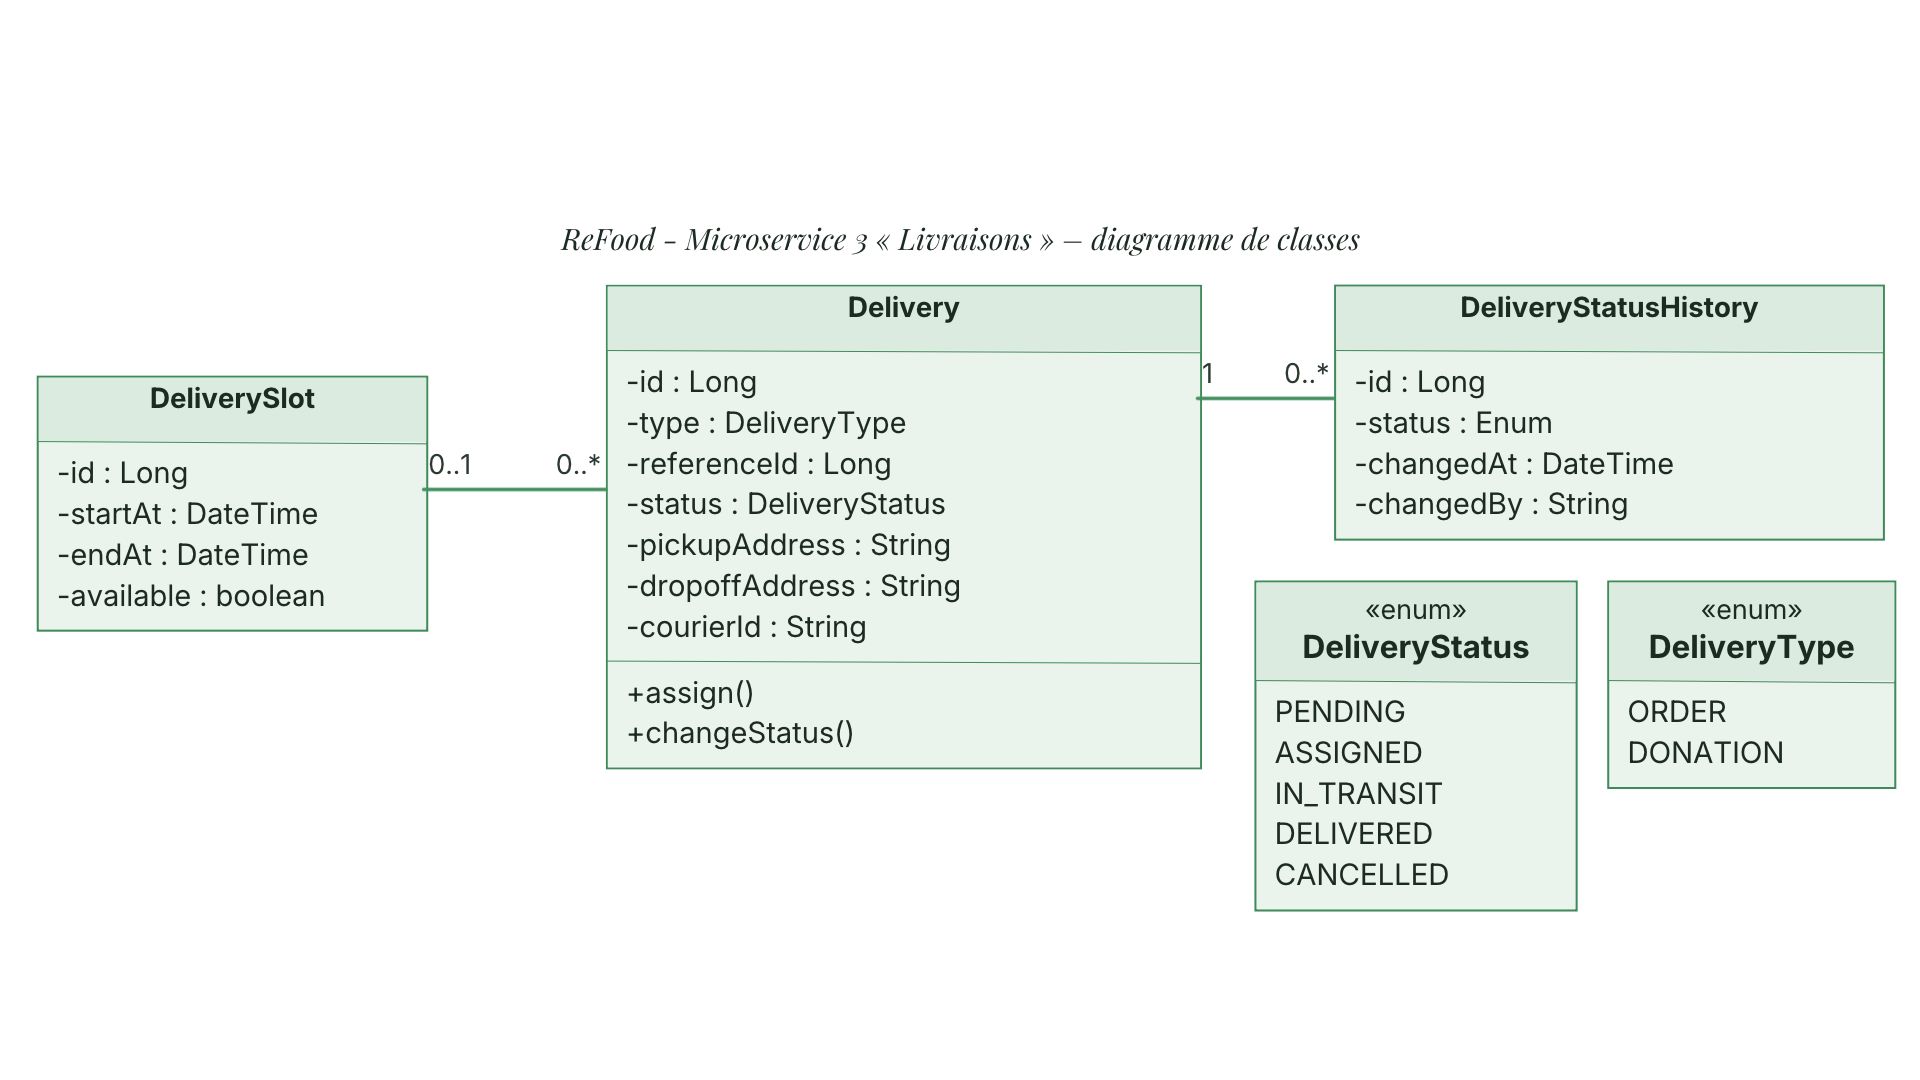 ReFood - Microservice 3 « Livraisons » – diagramme de classes
DeliverySlot
-id : Long
-startAt : DateTime
-endAt : DateTime
-available : boolean
0..1
0..*
Delivery
-id : Long
-type : DeliveryType
-referenceId : Long
-status : DeliveryStatus
-pickupAddress : String
-dropoffAddress : String
-courierId : String
+assign()
+changeStatus()
1
0..*
DeliveryStatusHistory
-id : Long
-status : Enum
-changedAt : DateTime
-changedBy : String
«enum»
DeliveryStatus
PENDING
ASSIGNED
IN_TRANSIT
DELIVERED
CANCELLED
«enum»
DeliveryType
ORDER
DONATION